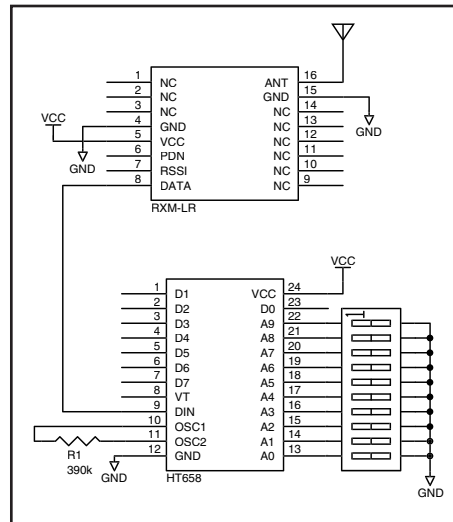 1 NC ANT 16
2 NC GND 15
3 NC NC 14
4 GND NC 13
VCC 5 VCC NC 12
6 PDN NC 11
7 RSSI NC 10
8 DATA NC 9
GND
GND
RXM-LR
VCC
1 D1 VCC 24
2 D2 D0 23
3 D3 A9 22
4 D4 A8 21
5 D5 A7 20
6 D6 A6 19
7 D7 A5 18
8 VT A4 17
9 DIN A3 16
10 OSC1 A2 15
11 OSC2 A1 14
12 GND A0 13
R1
390k
GND
HT658
1
GND